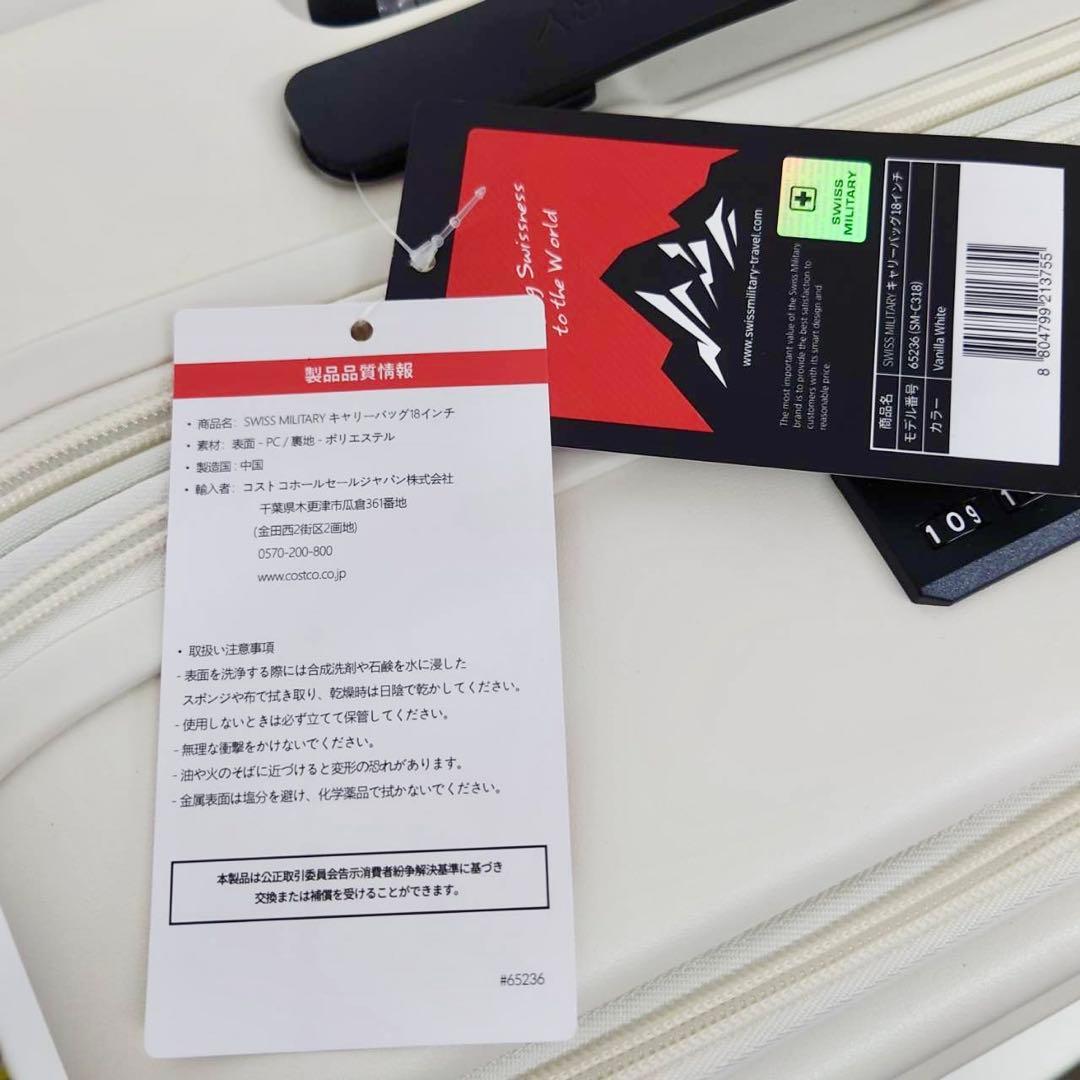 製品品質情報
• 商品名: SWISS MILITARY キャリーバッグ18インチ
• 素材: 表面 - PC / 裏地 - ポリエステル
• 製造国 : 中国
• 輸入者: コストコホールセールジャパン株式会社
千葉県木更津市瓜倉361番地
(金田西2街区2画地)
0570-200-800
www.costco.co.jp
• 取扱い注意事項
- 表面を洗浄する際には合成洗剤や石鹸を水に浸した
スポンジや布で拭き取り、乾燥時は日陰で乾かしてください。
- 使用しないときは必ず立てて保管してください。
- 無理な衝撃をかけないでください。
- 油や火のそばに近づけると変形の恐れがあります。
- 金属表面は塩分を避け、化学薬品で拭かないでください。
本製品は公正取引委員会告示消費者紛争解決基準に基づき
交換または補償を受けることができます。
#65236
g Swissness
to the World
www.swissmilitary-travel.com
SWISS
MILITARY
The most important value of the Swiss Military
brand is to provide the best satisfaction to
customers with its smart design and
reasonable price
商品名 SWISS MILITARY キャリーバッグ18インチ
モデル番号 65236 (SM-C318)
カラー Vanilla White
8 804799 213755
109